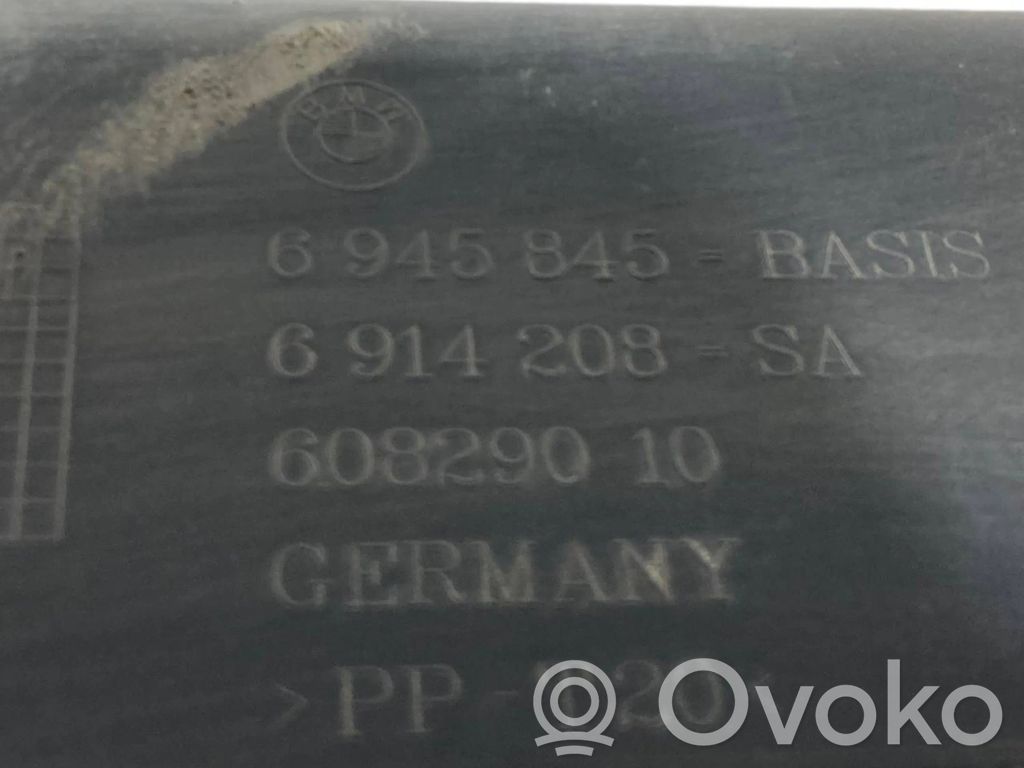 BMW
6 945 845 - BASIS
6 914 208 - SA
608290 10
GERMANY
>PP -
Ovoko